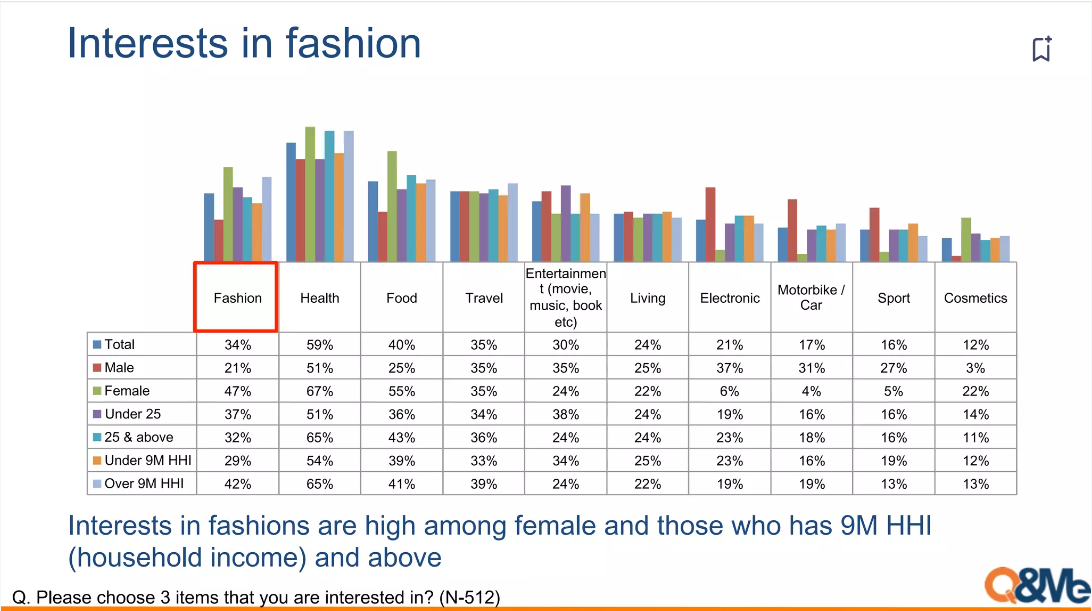 Interests in fashion
Fashion Health Food Travel Entertainmen
t (movie,
music, book
etc) Living Electronic Motorbike /
Car Sport Cosmetics
Total 34% 59% 40% 35% 30% 24% 21% 17% 16% 12%
Male 21% 51% 25% 35% 35% 25% 37% 31% 27% 3%
Female 47% 67% 55% 35% 24% 22% 6% 4% 5% 22%
Under 25 37% 51% 36% 34% 38% 24% 19% 16% 16% 14%
25 & above 32% 65% 43% 36% 24% 24% 23% 18% 16% 11%
Under 9M HHI 29% 54% 39% 33% 34% 25% 23% 16% 19% 12%
Over 9M HHI 42% 65% 41% 39% 24% 22% 19% 19% 13% 13%
Interests in fashions are high among female and those who has 9M HHI
(household income) and above
Q&Me
Q. Please choose 3 items that you are interested in? (N-512)